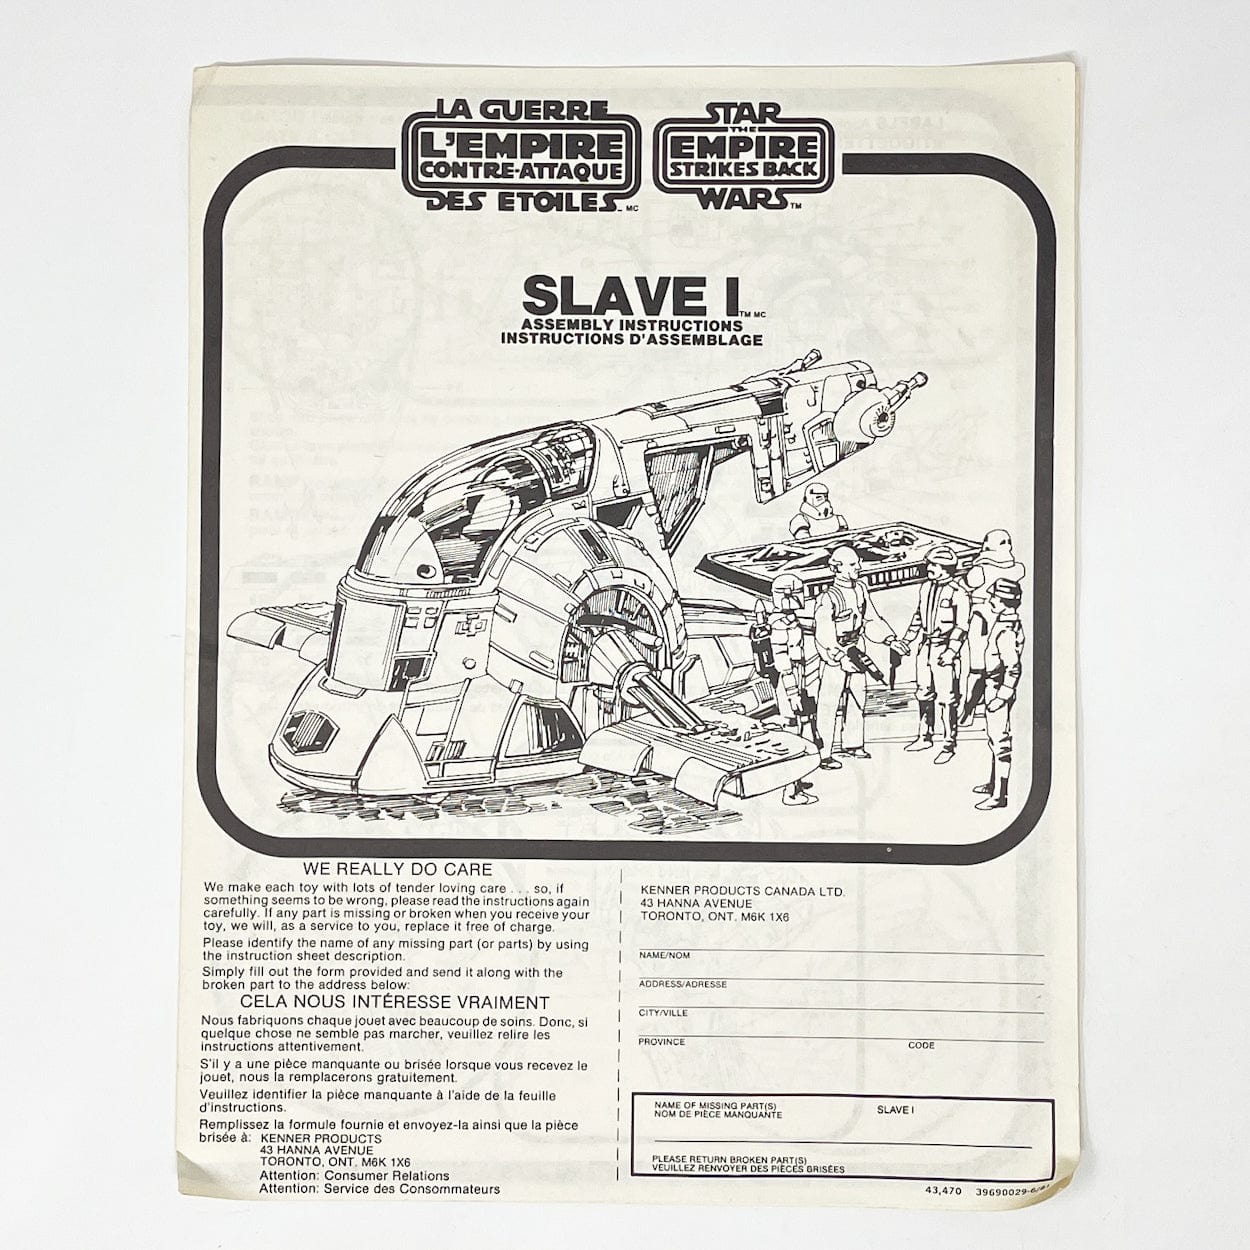 LA GUERRE
L'EMPIRE
CONTRE-ATTAQUE
DES ETOILES MC
STAR
THE
EMPIRE
STRIKES BACK
WARS TM
SLAVE I TM MC
ASSEMBLY INSTRUCTIONS
INSTRUCTIONS D'ASSEMBLAGE
WE REALLY DO CARE
We make each toy with lots of tender loving care . . . so, if
something seems to be wrong, please read the instructions again
carefully. If any part is missing or broken when you receive your
toy, we will, as a service to you, replace it free of charge.
Please identify the name of any missing part (or parts) by using
the instruction sheet description.
Simply fill out the form provided and send it along with the
broken part to the address below:
CELA NOUS INTÉRESSE VRAIMENT
Nous fabriquons chaque jouet avec beaucoup de soins. Donc, si
quelque chose ne semble pas marcher, veuillez relire les
instructions attentivement.
S'il y a une pièce manquante ou brisée lorsque vous recevez le
jouet, nous la remplacerons gratuitement.
Veuillez identifier la pièce manquante à l'aide de la feuille
d'instructions.
Remplissez la formule fournie et envoyez-la ainsi que la pièce
brisée à: KENNER PRODUCTS
43 HANNA AVENUE
TORONTO, ONT. M6K 1X6
Attention: Consumer Relations
Attention: Service des Consommateurs
KENNER PRODUCTS CANADA LTD.
43 HANNA AVENUE
TORONTO, ONT. M6K 1X6
NAME/NOM
ADDRESS/ADRESSE
CITY/VILLE
PROVINCE CODE
NAME OF MISSING PART(S) SLAVE I
NOM DE PIÈCE MANQUANTE
PLEASE RETURN BROKEN PART(S)
VEUILLEZ RENVOYER DES PIÈCES BRISÉES
43,470 39690029-6/81